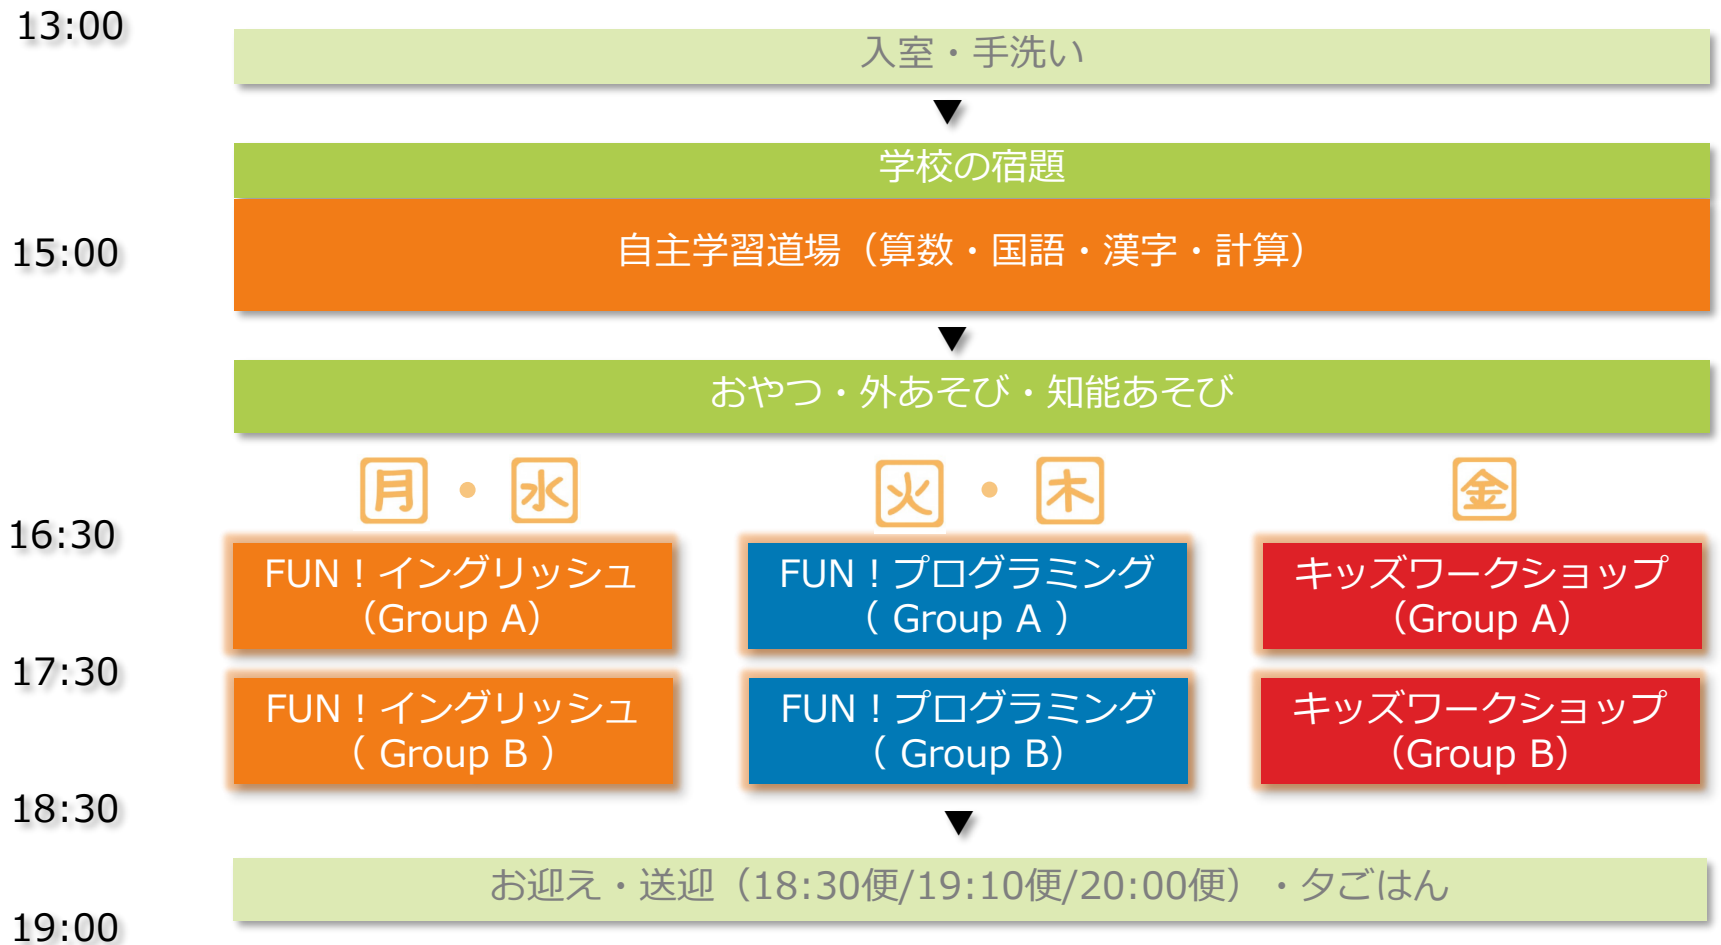 13:00
入室・手洗い
▼
学校の宿題
15:00
自主学習道場（算数・国語・漢字・計算）
▼
おやつ・外あそび・知能あそび
月・水
火・木
金
16:30
FUN！イングリッシュ
（Group A）
FUN！プログラミング
（ Group A ）
キッズワークショップ
（Group A）
17:30
FUN！イングリッシュ
（ Group B ）
FUN！プログラミング
（ Group B）
キッズワークショップ
（Group B）
18:30
▼
お迎え・送迎（18:30便/19:10便/20:00便）・夕ごはん
19:00